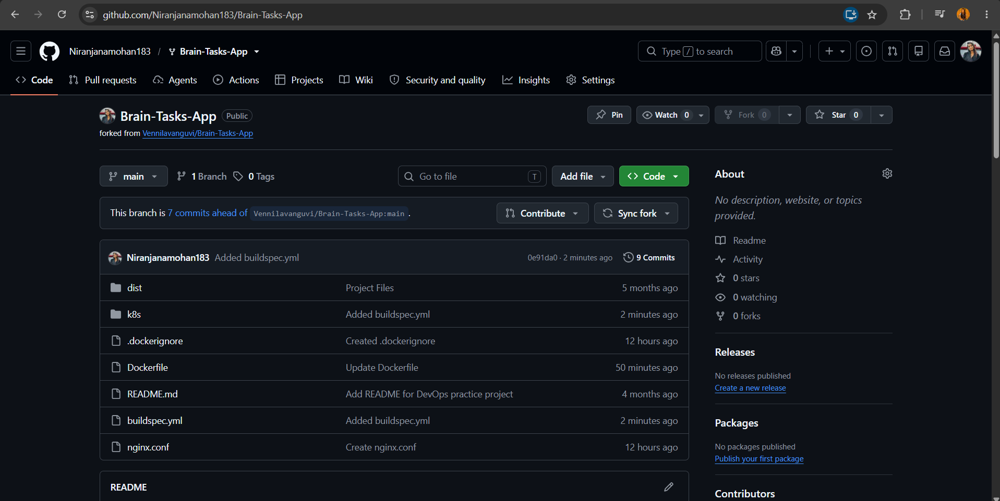 github.com/Niranjanamohan183/Brain-Tasks-App
Niranjanamohan183 / Brain-Tasks-App
Type / to search
Code Pull requests Agents Actions Projects Wiki Security and quality Insights Settings
Brain-Tasks-App Public
Pin Watch 0 Fork 0 Star 0
forked from Vennilavanguvi/Brain-Tasks-App
main 1 Branch 0 Tags Go to file T Add file Code
This branch is 7 commits ahead of Vennilavanguvi/Brain-Tasks-App:main . Contribute Sync fork
Niranjanamohan183 Added buildspec.yml 0e91da0 · 2 minutes ago 9 Commits
dist Project Files 5 months ago
k8s Added buildspec.yml 2 minutes ago
.dockerignore Created .dockerignore 12 hours ago
Dockerfile Update Dockerfile 50 minutes ago
README.md Add README for DevOps practice project 4 months ago
buildspec.yml Added buildspec.yml 2 minutes ago
nginx.conf Create nginx.conf 12 hours ago
README
About
No description, website, or topics
provided.
Readme
Activity
0 stars
0 watching
0 forks
Releases
No releases published
Create a new release
Packages
No packages published
Publish your first package
Contributors